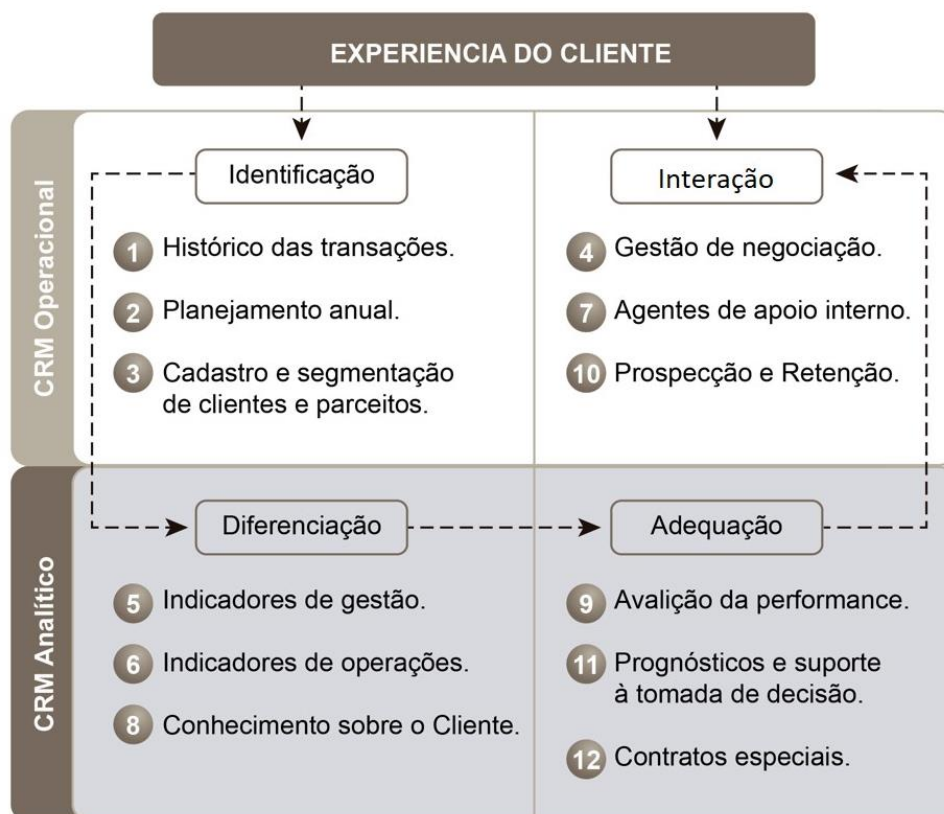 EXPERIENCIA DO CLIENTE
CRM Operacional
Identificação
1 Histórico das transações.
2 Planejamento anual.
3 Cadastro e segmentação
de clientes e parceitos.
Interação
4 Gestão de negociação.
7 Agentes de apoio interno.
10 Prospecção e Retenção.
CRM Analítico
Diferenciação
5 Indicadores de gestão.
6 Indicadores de operações.
8 Conhecimento sobre o Cliente.
Adequação
9 Avalição da performance.
11 Prognósticos e suporte
à tomada de decisão.
12 Contratos especiais.